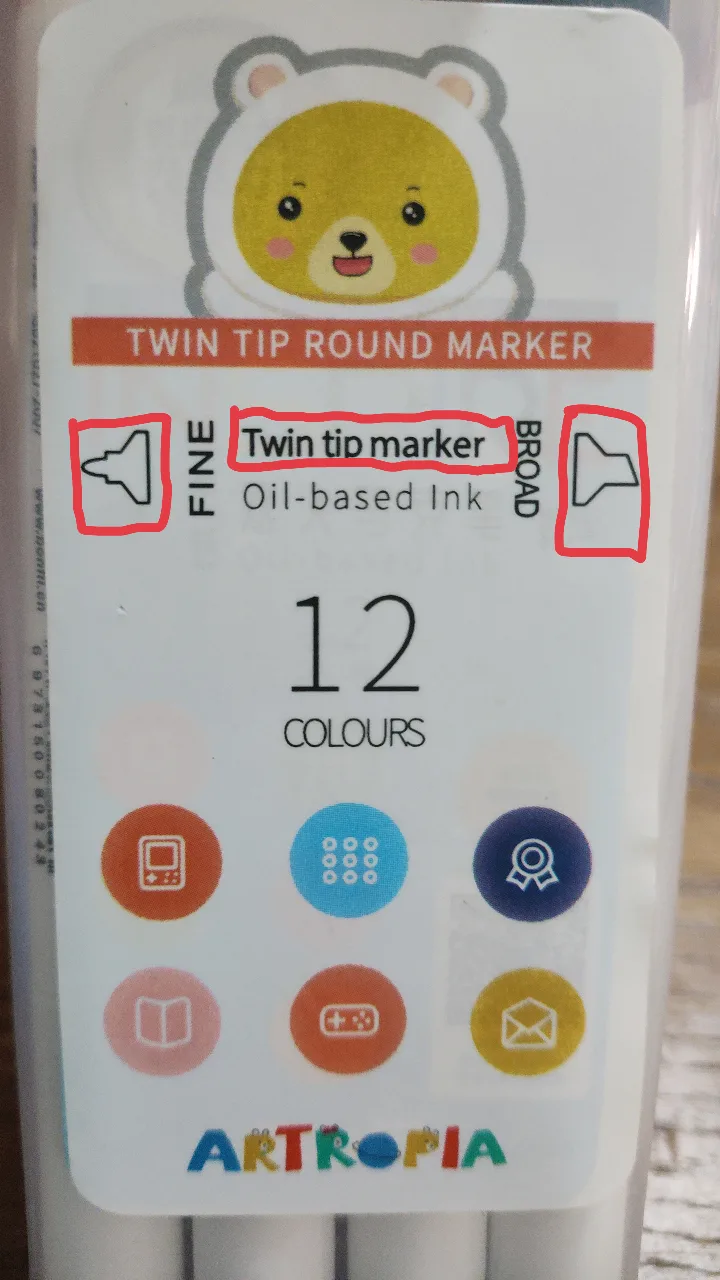 TWIN TIP ROUND MARKER
FINE
Twin tip marker
BROAD
Oil-based Ink
12
COLOURS
ARTROPIA